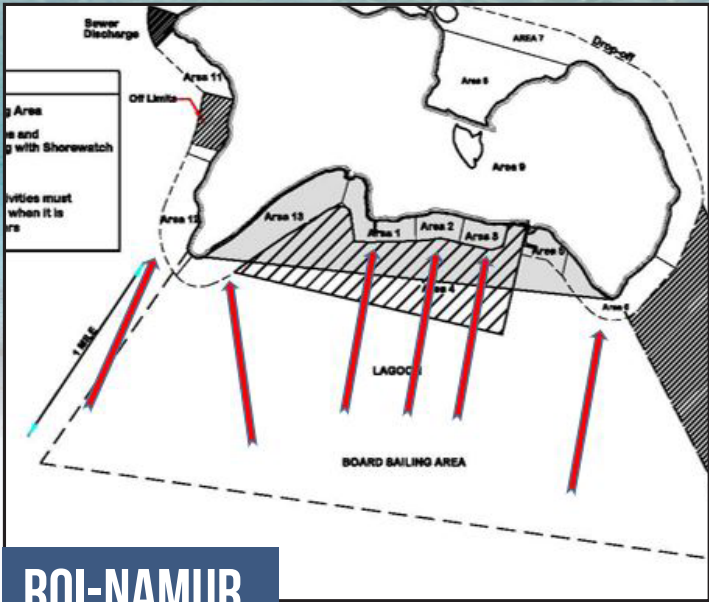 Sewer
Discharge
AREA 7
Drop-off
Area 11
Area 8
Off Limits
g Area
es and
g with Shorewatch
Area 9
ivities must
when it is
ars
Area 12
Area 13
Area 1
Area 2
Area 3
Area 5
Area 4
Area 6
1 MILE
LAGOON
BOARD SAILING AREA
ROI-NAMUR